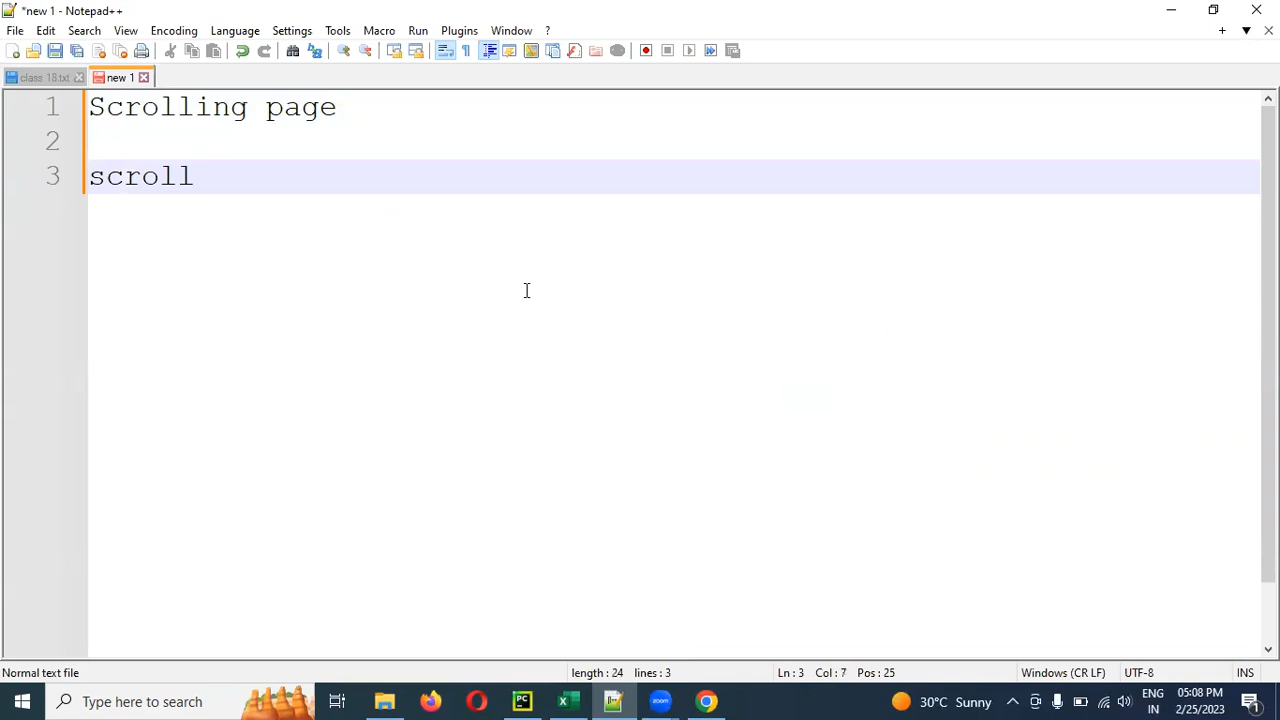 *new 1 - Notepad++
File Edit Search View Encoding Language Settings Tools Macro Run Plugins Window ?
class 18.txt new 1
1 Scrolling page
2
3 scroll
Normal text file length : 24 lines : 3 Ln : 3 Col : 7 Pos : 25 Windows (CR LF) UTF-8 INS
Type here to search PC zoom 30°C Sunny ENG IN 05:08 PM 2/25/2023 1